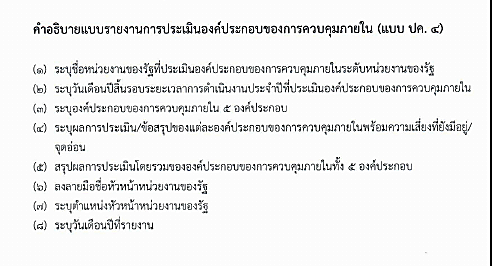 คำอธิบายแบบรายงานการประเมินองค์ประกอบของการควบคุมภายใน (แบบ ปค. ๔)
(๑) ระบุชื่อหน่วยงานของรัฐที่ประเมินองค์ประกอบของการควบคุมภายในระดับหน่วยงานของรัฐ
(๒) ระบุวันเดือนปีสิ้นรอบระยะเวลาการดำเนินงานประจำปีที่ประเมินองค์ประกอบของการควบคุมภายใน
(๓) ระบุองค์ประกอบของการควบคุมภายใน ๕ องค์ประกอบ
(๔) ระบุผลการประเมิน/ข้อสรุปของแต่ละองค์ประกอบของการควบคุมภายในพร้อมความเสี่ยงที่ยังมีอยู่/
จุดอ่อน
(๕) สรุปผลการประเมินโดยรวมขององค์ประกอบของการควบคุมภายในทั้ง ๕ องค์ประกอบ
(๖) ลงลายมือชื่อหัวหน้าหน่วยงานของรัฐ
(๗) ระบุตำแหน่งหัวหน้าหน่วยงานของรัฐ
(๘) ระบุวันเดือนปีที่รายงาน